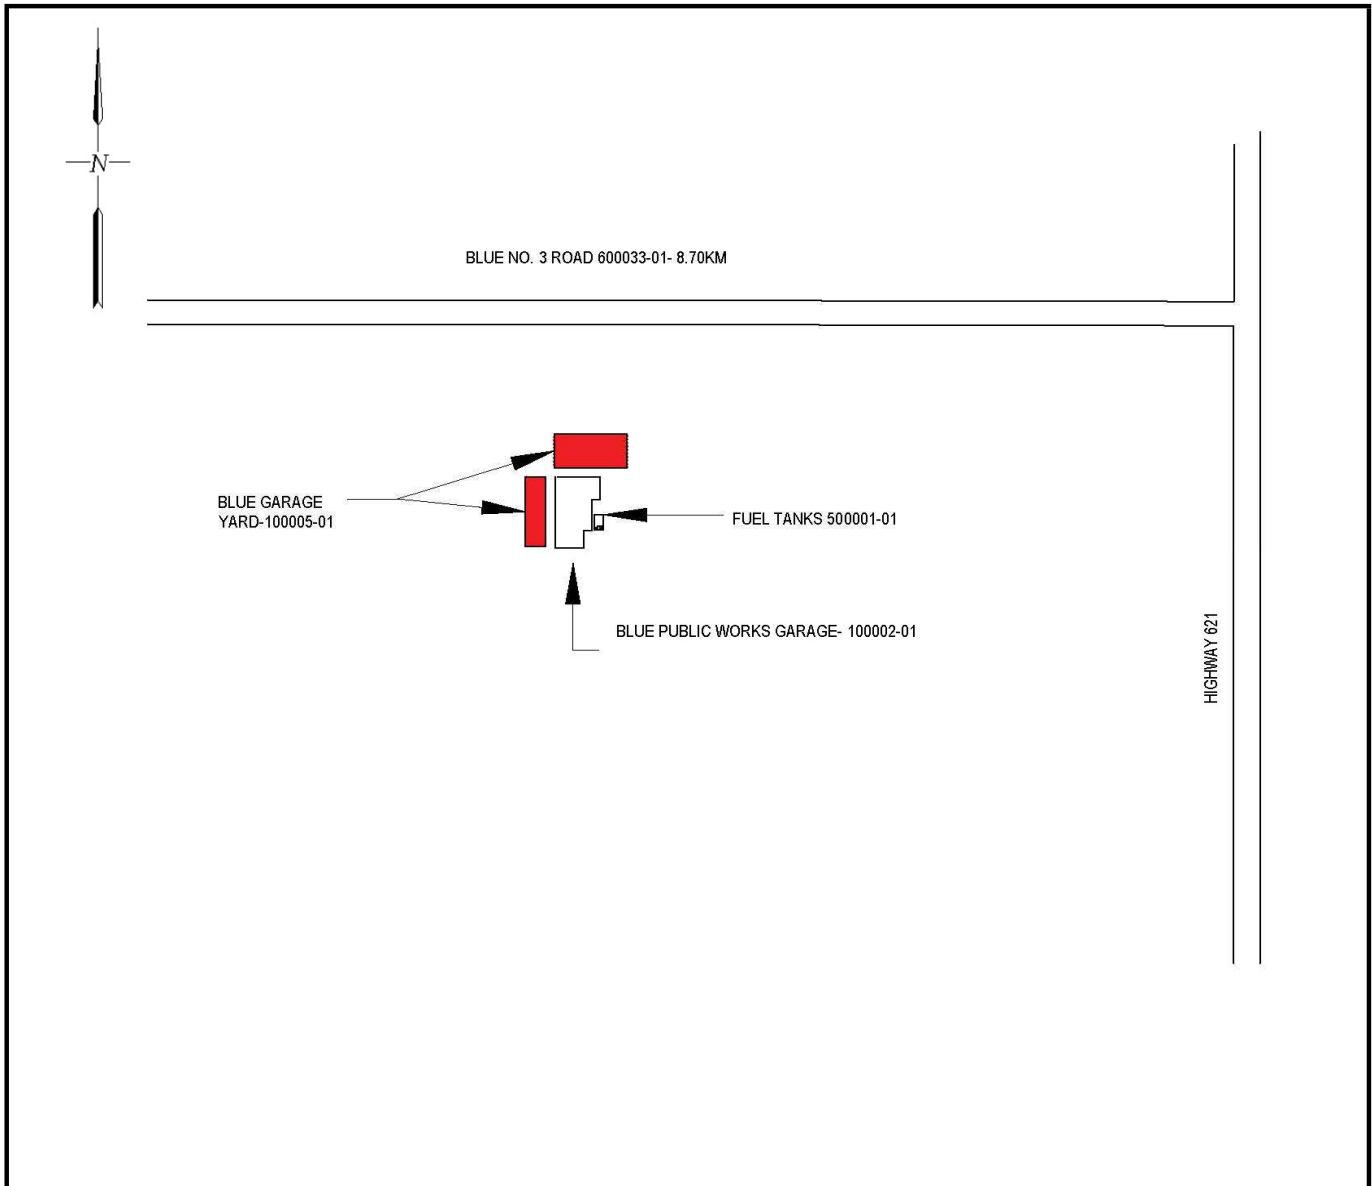 N
BLUE NO. 3 ROAD 600033-01- 8.70KM
BLUE GARAGE
YARD-100005-01
FUEL TANKS 500001-01
BLUE PUBLIC WORKS GARAGE- 100002-01
HIGHWAY 621